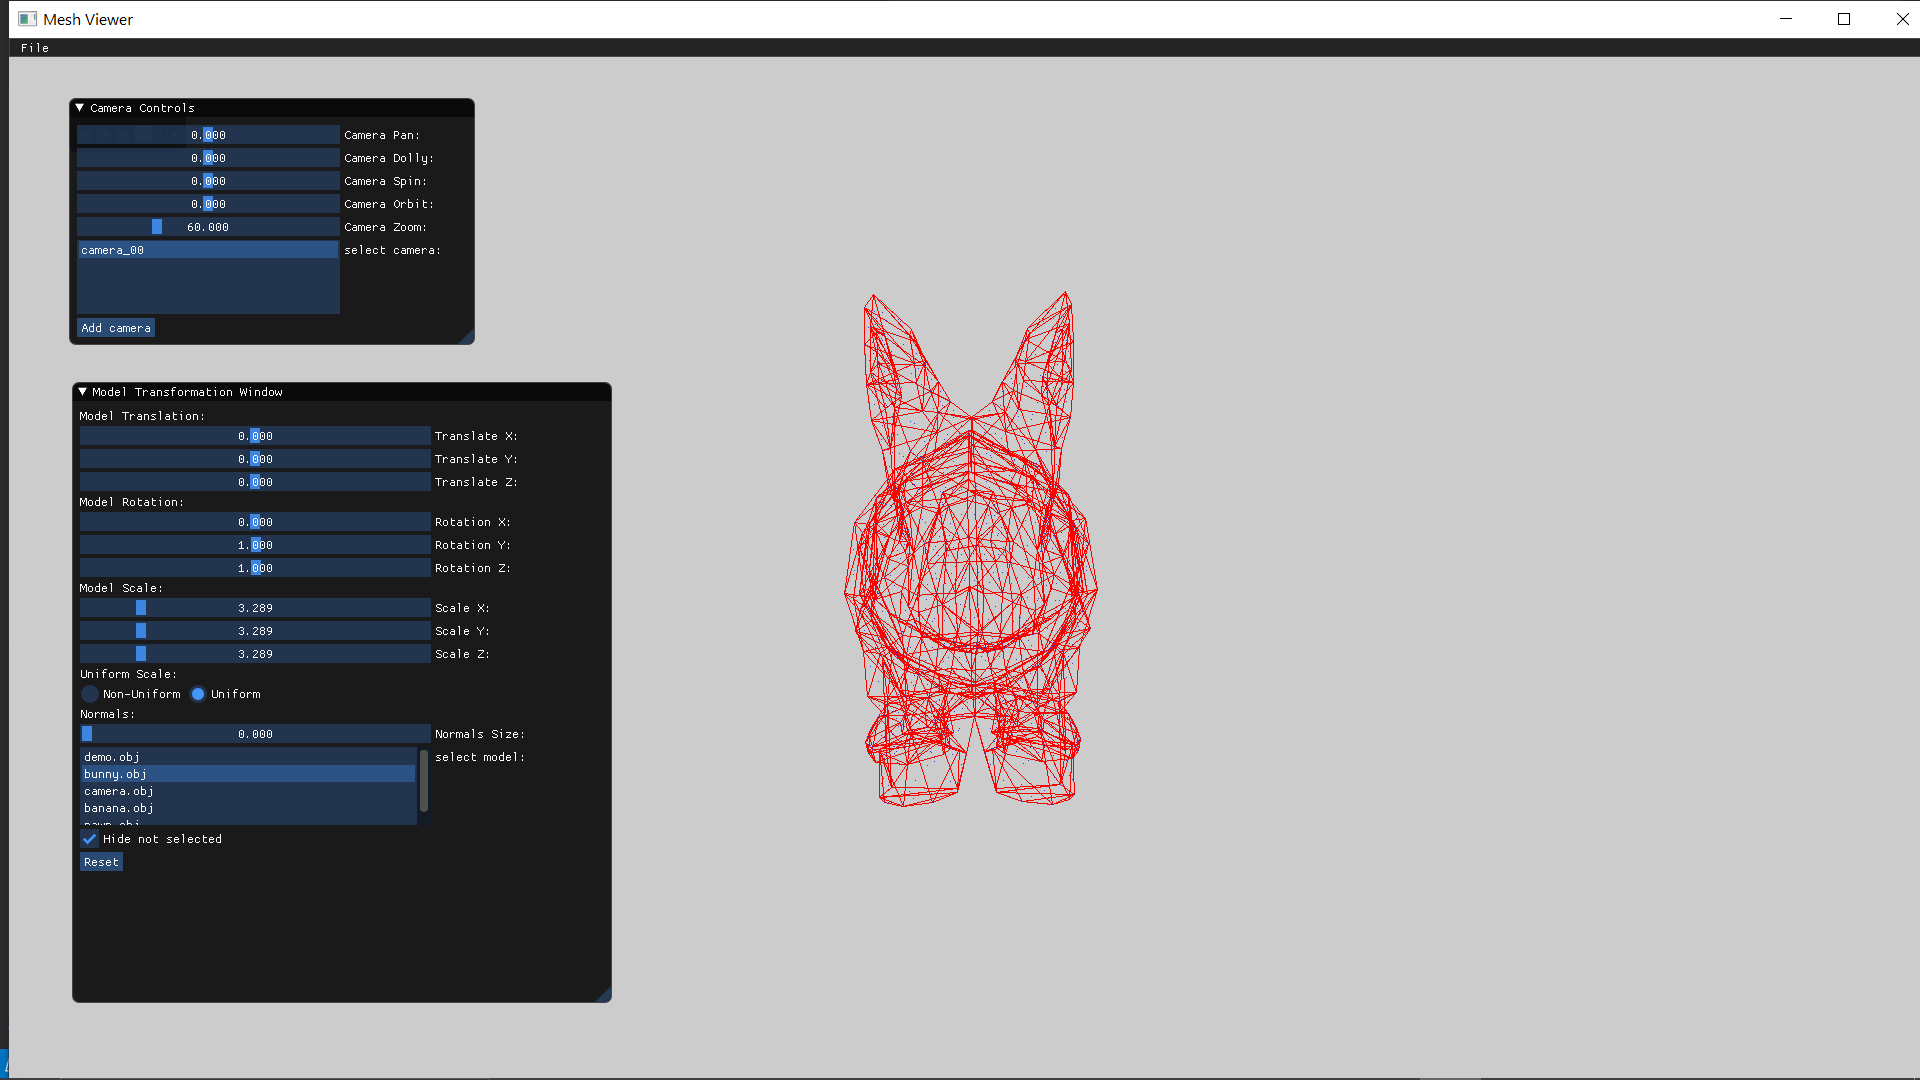 Mesh Viewer
File
Camera Controls
0.000 Camera Pan:
0.000 Camera Dolly:
0.000 Camera Spin:
0.000 Camera Orbit:
60.000 Camera Zoom:
camera_00 select camera:
Add camera
Model Transformation Window
Model Translation:
0.000 Translate X:
0.000 Translate Y:
0.000 Translate Z:
Model Rotation:
0.000 Rotation X:
1.000 Rotation Y:
1.000 Rotation Z:
Model Scale:
3.289 Scale X:
3.289 Scale Y:
3.289 Scale Z:
Uniform Scale:
Non-Uniform Uniform
Normals:
0.000 Normals Size:
demo.obj select model:
bunny.obj
camera.obj
banana.obj
Hide not selected
Reset